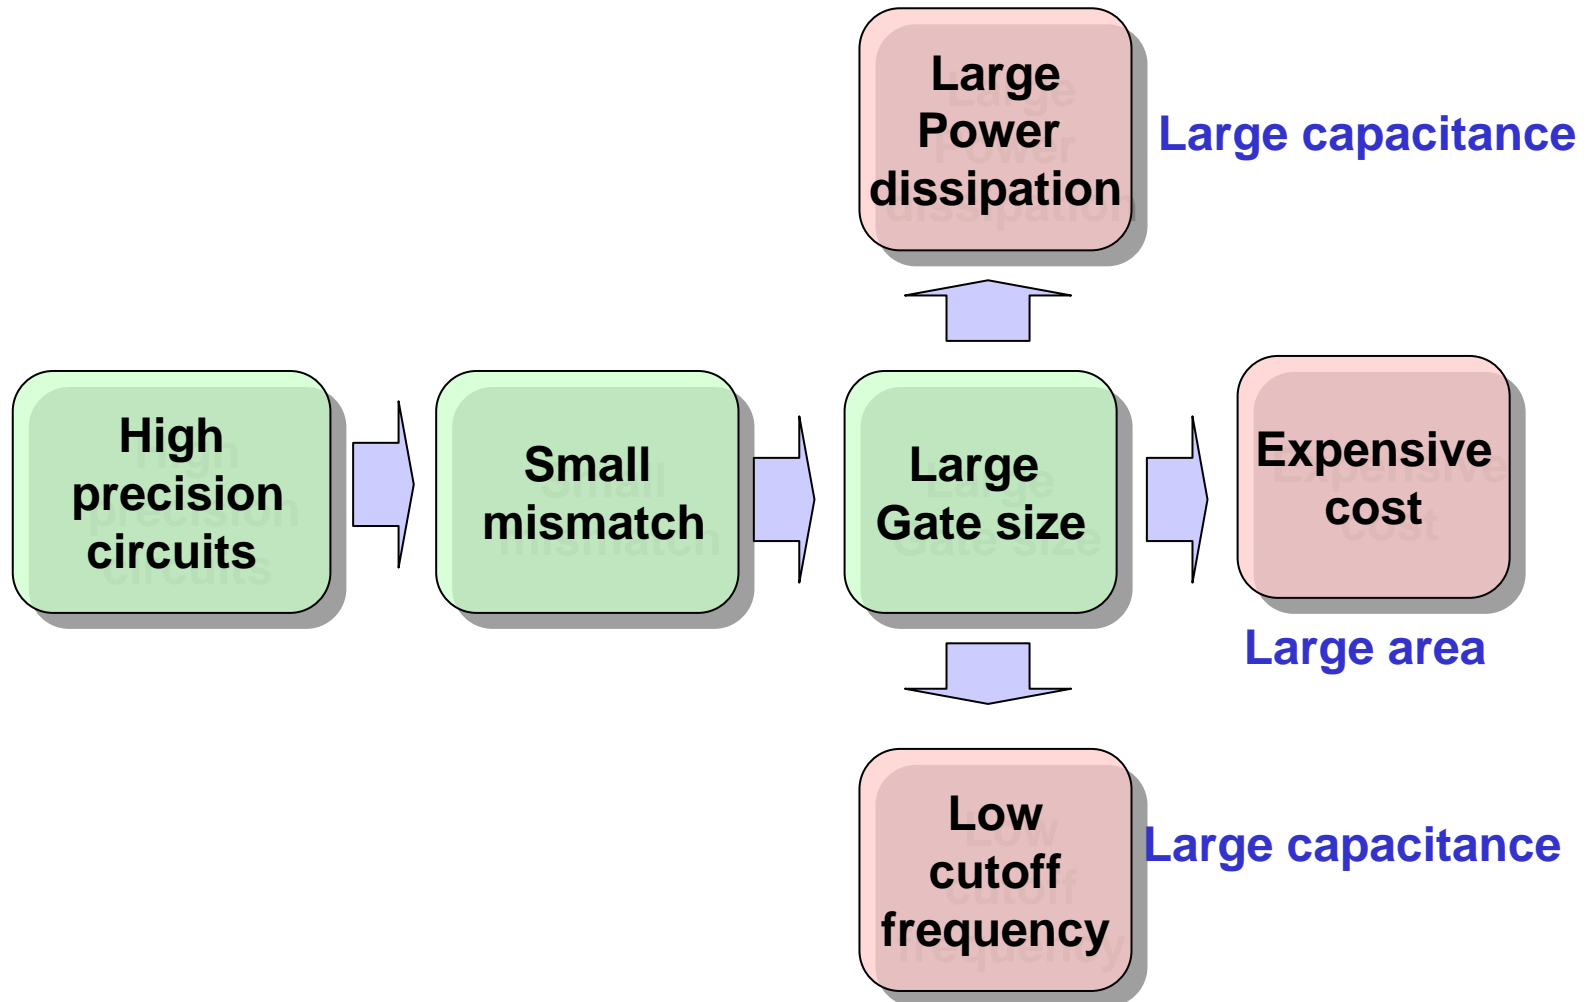 Large
Power
dissipation
Large capacitance
High
precision
circuits
Small
mismatch
Large
Gate size
Expensive
cost
Large area
Low
cutoff
frequency
Large capacitance